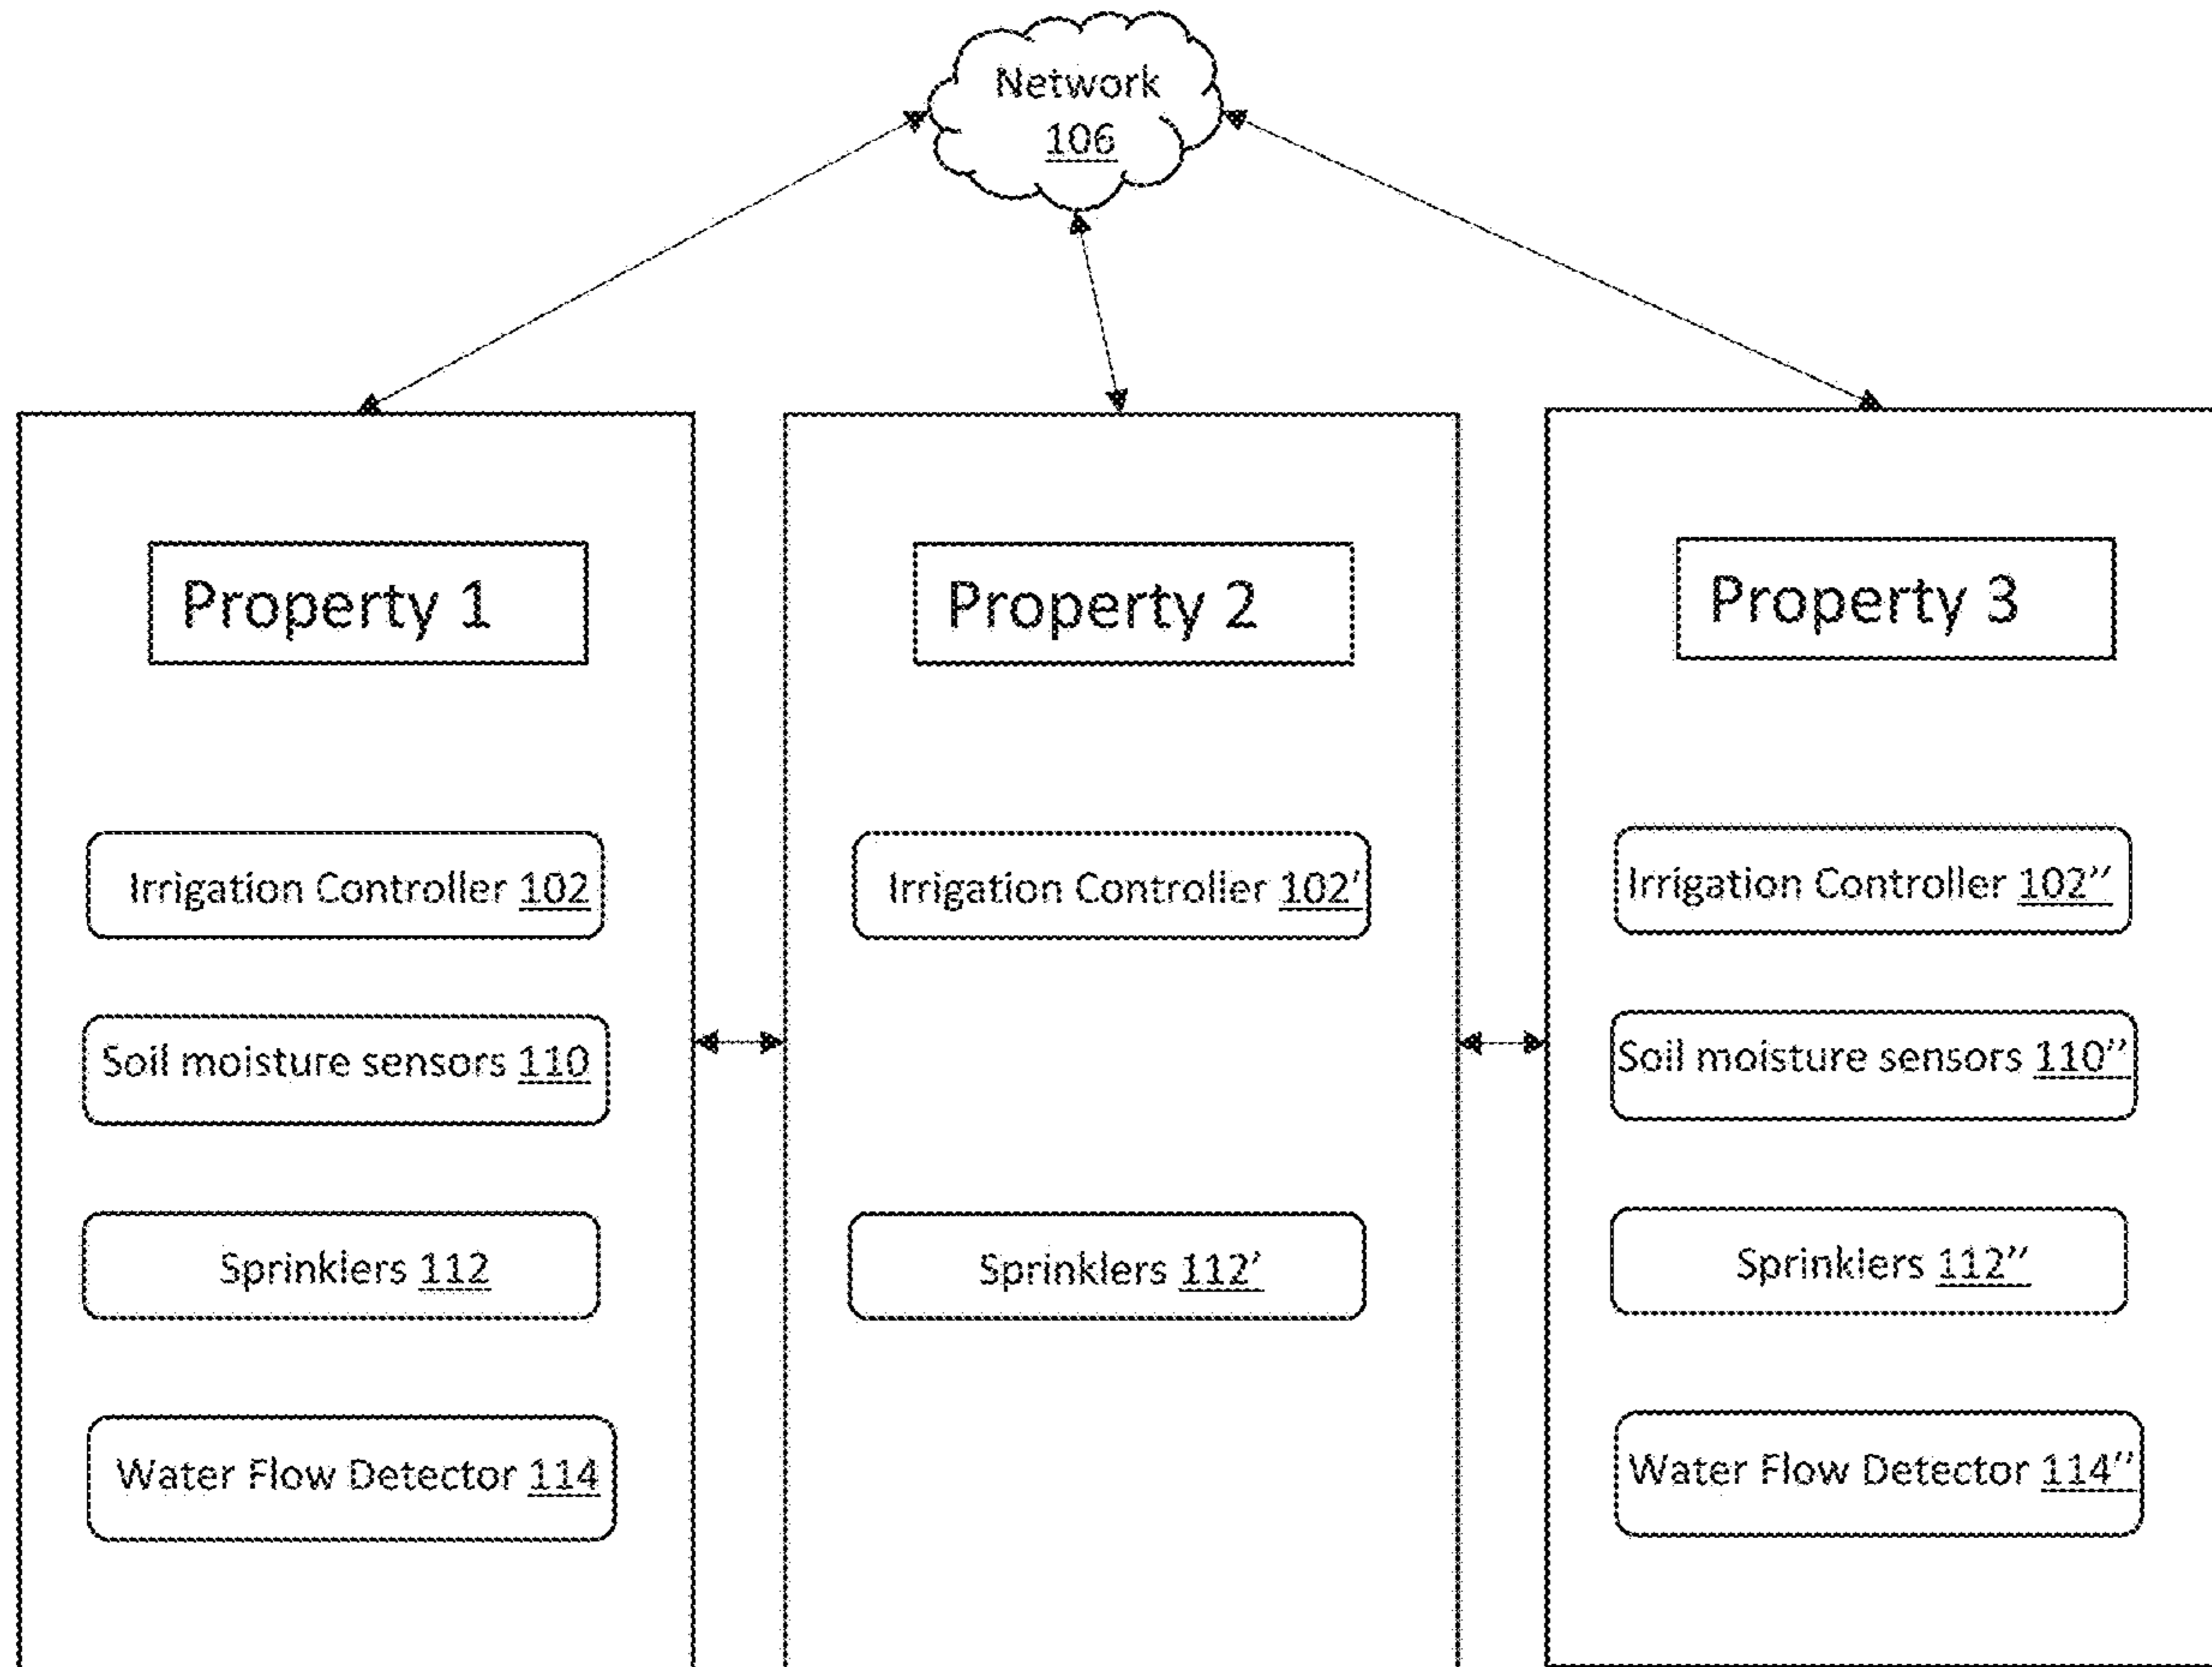 Network
106
Property 1
Property 2
Property 3
Irrigation Controller 102
Irrigation Controller 102'
Irrigation Controller 102''
Soil moisture sensors 110
Soil moisture sensors 110''
Sprinklers 112
Sprinklers 112'
Sprinklers 112''
Water Flow Detector 114
Water Flow Detector 114''